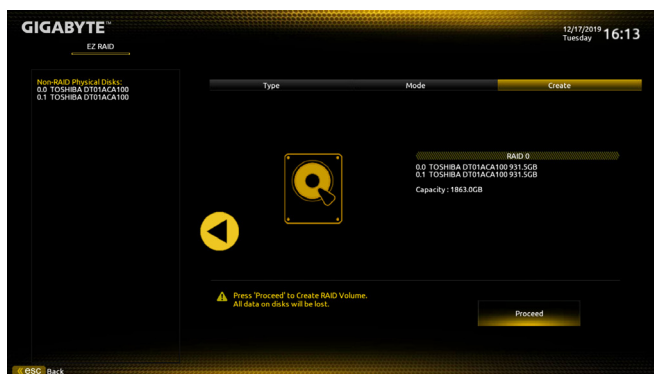 GIGABYTE™
EZ RAID
12/17/2019
Tuesday
16:13
Non-RAID Physical Disks:
0.0 TOSHIBA DT01ACA100
0.1 TOSHIBA DT01ACA100
Type
Mode
Create
RAID 0
0.0 TOSHIBA DT01ACA100 931.5GB
0.1 TOSHIBA DT01ACA100 931.5GB
Capacity : 1863.0GB
Press 'Proceed' to Create RAID Volume.
All data on disks will be lost.
Proceed
esc Back